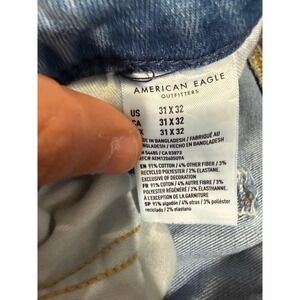 AMERICAN EAGLE
OUTFITTERS
US 31 X 32
CA 31 X 32
31 X 32
MADE IN BANGLADESH / FABRIQUÉ AU
BANGLADESH / HECHO EN BANGLADESH
54485 / CA 03973
EN 91% COTTON / 4% OTHER FIBER / 3%
RECYCLED POLYESTER / 2% ELASTANE.
EXCLUSIVE OF DECORATION
FR 91% COTON / 4% AUTRE FIBRE / 3%
POLYESTER RÉGÉNÉRÉ / 2% ÉLASTHANNE.
À L'EXCEPTION DE LA GARNITURE
SP 91% algodón / 4% otras / 3% poliéster
reciclado / 2% elastano